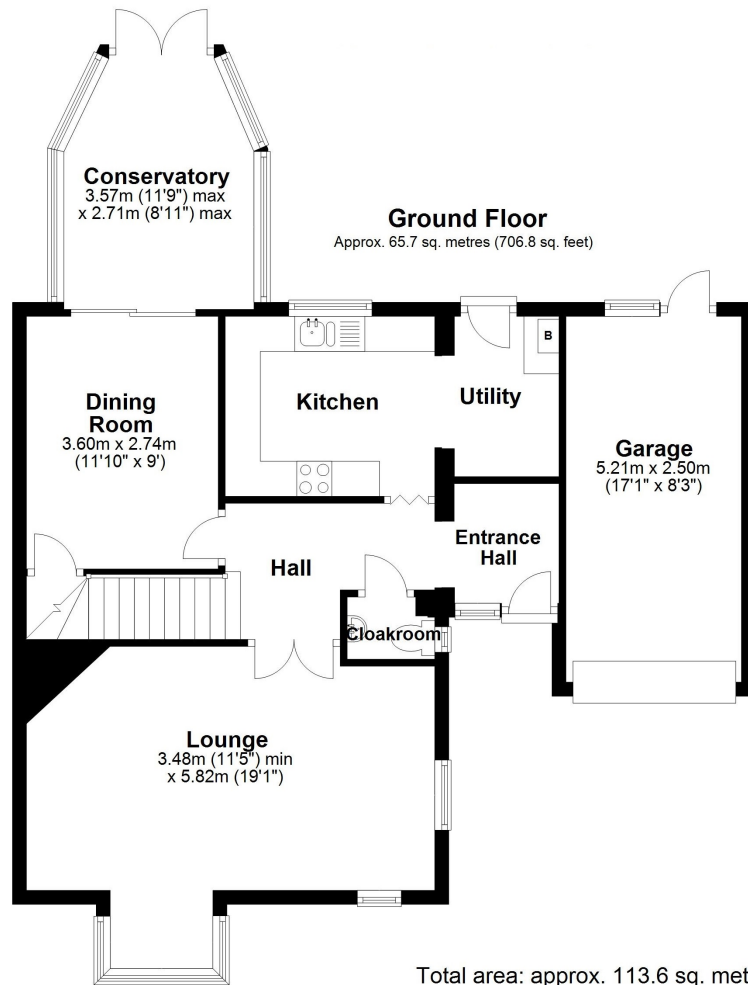 Conservatory
3.57m (11'9") max
x 2.71m (8'11") max
Ground Floor
Approx. 65.7 sq. metres (706.8 sq. feet)
Dining
Room
3.60m x 2.74m
(11'10" x 9')
Kitchen
Utility
B
Garage
5.21m x 2.50m
(17'1" x 8'3")
Entrance
Hall
Hall
Cloakroom
Lounge
3.48m (11'5") min
x 5.82m (19'1")
Total area: approx. 113.6 sq. met